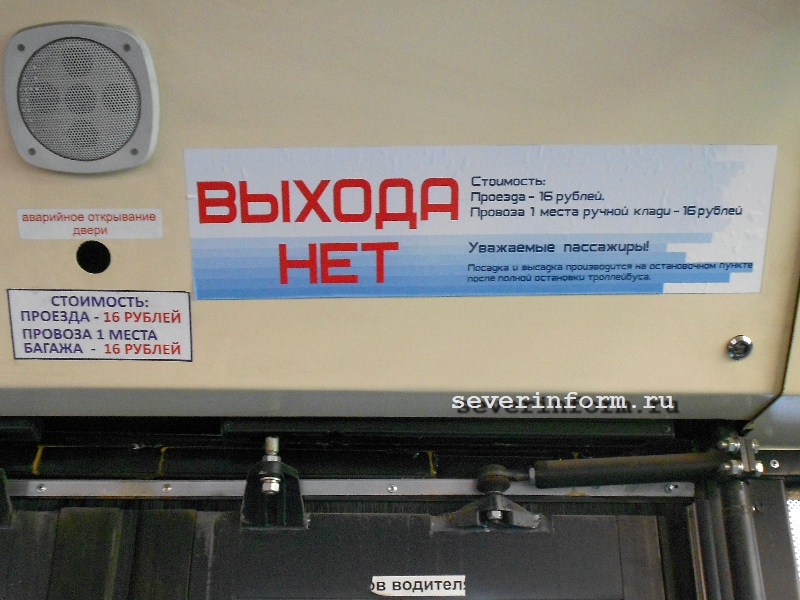 аварийное открывание
двери
СТОИМОСТЬ:
ПРОЕЗДА - 16 РУБЛЕЙ
ПРОВОЗА 1 МЕСТА
БАГАЖА - 16 РУБЛЕЙ
ВЫХОДА
НЕТ
Стоимость:
Проезда - 16 рублей.
Провоза 1 места ручной клади - 16 рублей
Уважаемые пассажиры!
Посадка и высадка производится на остановочном пункте
после полной остановки троллейбуса.
severinform.ru
ов водителя